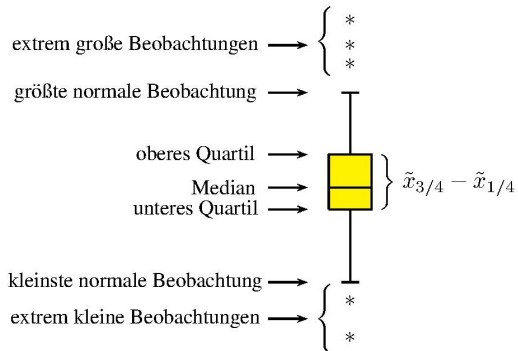 extrem große Beobachtungen
größte normale Beobachtung
oberes Quartil
Median
x̃3/4 − x̃1/4
unteres Quartil
kleinste normale Beobachtung
extrem kleine Beobachtungen